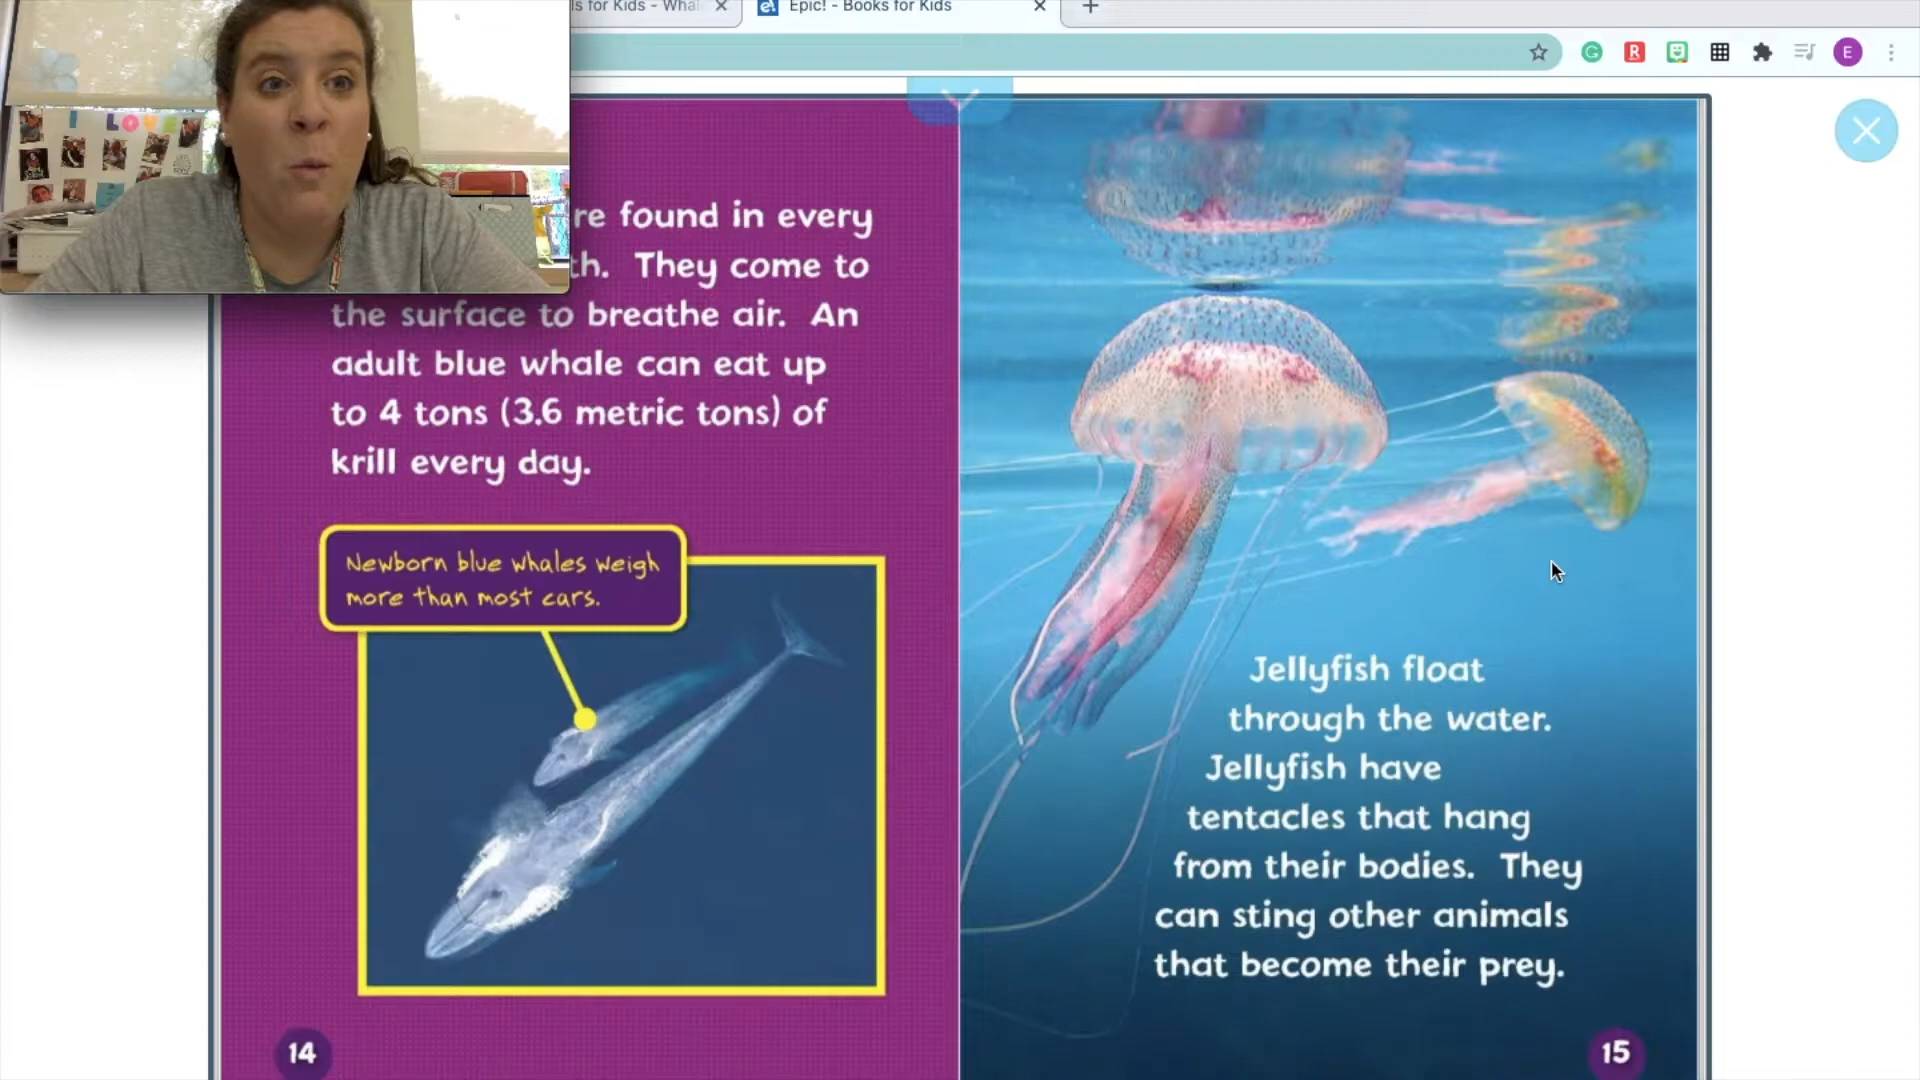 ls for Kids - Whal
Epic! - Books for Kids
E
LOVE
re found in every
th. They come to
the surface to breathe air. An
adult blue whale can eat up
to 4 tons (3.6 metric tons) of
krill every day.
Newborn blue whales weigh
more than most cars.
14
Jellyfish float
through the water.
Jellyfish have
tentacles that hang
from their bodies. They
can sting other animals
that become their prey.
15